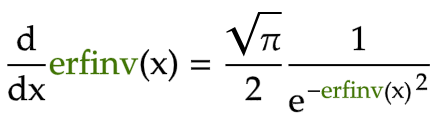 d/dx erfinv(x) = √π/2 1/e^{-erfinv(x)^2}